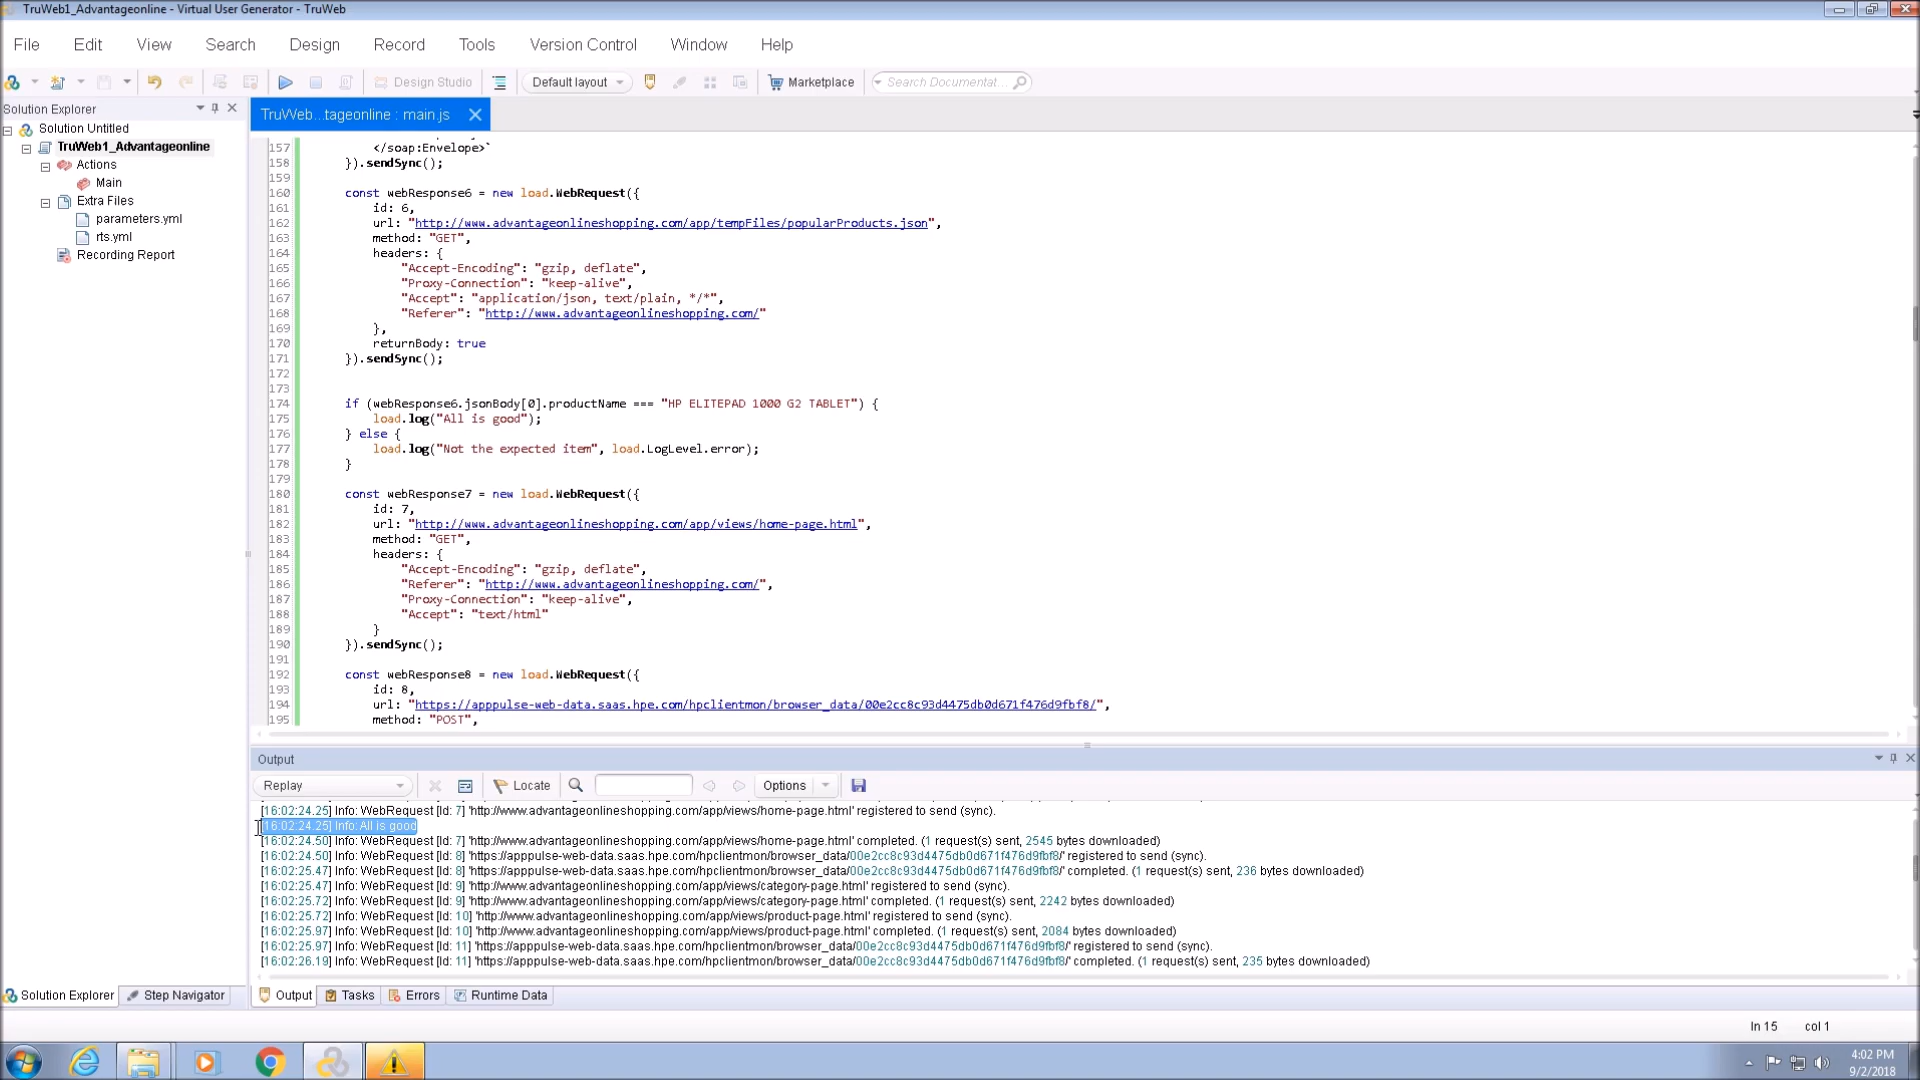 TruWeb1_Advantageonline - Virtual User Generator - TruWeb
File Edit View Search Design Record Tools Version Control Window Help
Design Studio Default layout Marketplace Search Documentat...
Solution Explorer
TruWeb...tageonline : main.js
Solution Untitled
TruWeb1_Advantageonline
Actions
Main
Extra Files
parameters.yml
rts.yml
Recording Report
157 </soap:Envelope>`
158 }).sendSync();
159
160 const webResponse6 = new load.WebRequest({
161 id: 6,
162 url: "http://www.advantageonlineshopping.com/app/tempFiles/popularProducts.json",
163 method: "GET",
164 headers: {
165 "Accept-Encoding": "gzip, deflate",
166 "Proxy-Connection": "keep-alive",
167 "Accept": "application/json, text/plain, */*",
168 "Referer": "http://www.advantageonlineshopping.com/"
169 },
170 returnBody: true
171 }).sendSync();
172
173
174 if (webResponse6.jsonBody[0].productName === "HP ELITEPAD 1000 G2 TABLET") {
175 load.log("All is good");
176 } else {
177 load.log("Not the expected item", load.LogLevel.error);
178 }
179
180 const webResponse7 = new load.WebRequest({
181 id: 7,
182 url: "http://www.advantageonlineshopping.com/app/views/home-page.html",
183 method: "GET",
184 headers: {
185 "Accept-Encoding": "gzip, deflate",
186 "Referer": "http://www.advantageonlineshopping.com/",
187 "Proxy-Connection": "keep-alive",
188 "Accept": "text/html"
189 }
190 }).sendSync();
191
192 const webResponse8 = new load.WebRequest({
193 id: 8,
194 url: "https://apppulse-web-data.saas.hpe.com/hpclientmon/browser_data/00e2cc8c93d4475db0d671f476d9fbf8/",
195 method: "POST",
Output
Replay Locate Options
[16:02:24.25] Info: WebRequest [Id: 7] 'http://www.advantageonlineshopping.com/app/views/home-page.html' registered to send (sync).
[16:02:24.25] Info: All is good
[16:02:24.50] Info: WebRequest [Id: 7] 'http://www.advantageonlineshopping.com/app/views/home-page.html' completed. (1 request(s) sent, 2545 bytes downloaded)
[16:02:24.50] Info: WebRequest [Id: 8] 'https://apppulse-web-data.saas.hpe.com/hpclientmon/browser_data/00e2cc8c93d4475db0d671f476d9fbf8/' registered to send (sync).
[16:02:25.47] Info: WebRequest [Id: 8] 'https://apppulse-web-data.saas.hpe.com/hpclientmon/browser_data/00e2cc8c93d4475db0d671f476d9fbf8/' completed. (1 request(s) sent, 236 bytes downloaded)
[16:02:25.47] Info: WebRequest [Id: 9] 'http://www.advantageonlineshopping.com/app/views/category-page.html' registered to send (sync).
[16:02:25.72] Info: WebRequest [Id: 9] 'http://www.advantageonlineshopping.com/app/views/category-page.html' completed. (1 request(s) sent, 2242 bytes downloaded)
[16:02:25.72] Info: WebRequest [Id: 10] 'http://www.advantageonlineshopping.com/app/views/product-page.html' registered to send (sync).
[16:02:25.97] Info: WebRequest [Id: 10] 'http://www.advantageonlineshopping.com/app/views/product-page.html' completed. (1 request(s) sent, 2084 bytes downloaded)
[16:02:25.97] Info: WebRequest [Id: 11] 'https://apppulse-web-data.saas.hpe.com/hpclientmon/browser_data/00e2cc8c93d4475db0d671f476d9fbf8/' registered to send (sync).
[16:02:26.19] Info: WebRequest [Id: 11] 'https://apppulse-web-data.saas.hpe.com/hpclientmon/browser_data/00e2cc8c93d4475db0d671f476d9fbf8/' completed. (1 request(s) sent, 235 bytes downloaded)
Solution Explorer Step Navigator Output Tasks Errors Runtime Data
ln 15 col 1
4:02 PM
9/2/2018